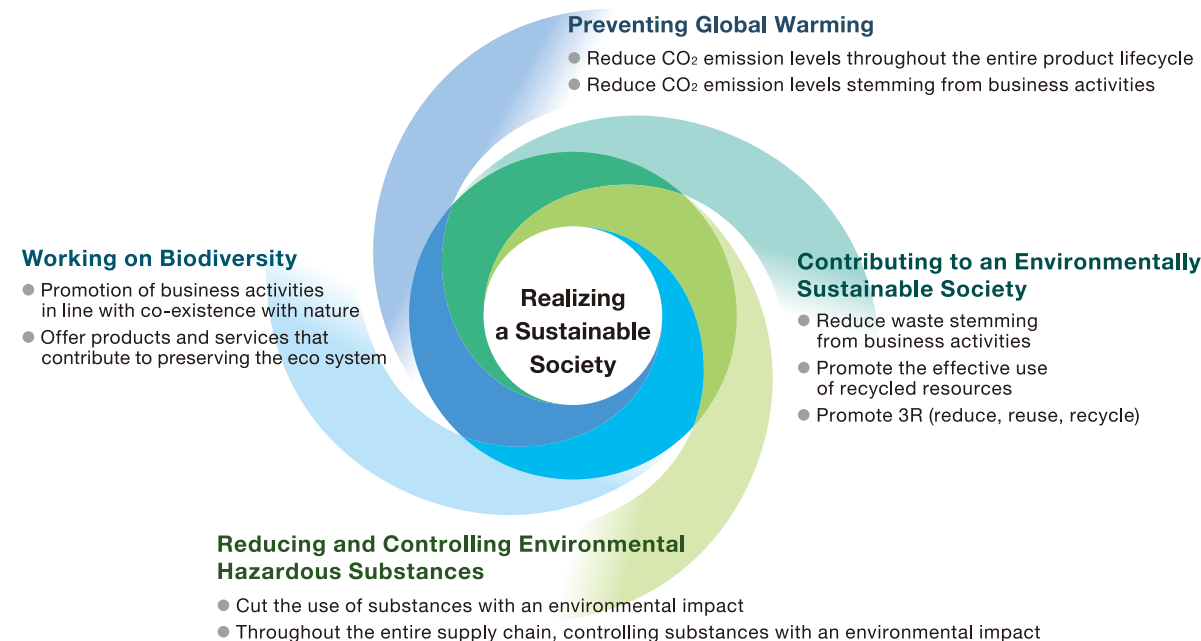 Preventing Global Warming
● Reduce CO₂ emission levels throughout the entire product lifecycle
● Reduce CO₂ emission levels stemming from business activities
Working on Biodiversity
● Promotion of business activities
in line with co-existence with nature
● Offer products and services that
contribute to preserving the eco system
Realizing
a Sustainable
Society
Contributing to an Environmentally
Sustainable Society
● Reduce waste stemming
from business activities
● Promote the effective use
of recycled resources
● Promote 3R (reduce, reuse, recycle)
Reducing and Controlling Environmental
Hazardous Substances
● Cut the use of substances with an environmental impact
● Throughout the entire supply chain, controlling substances with an environmental impact